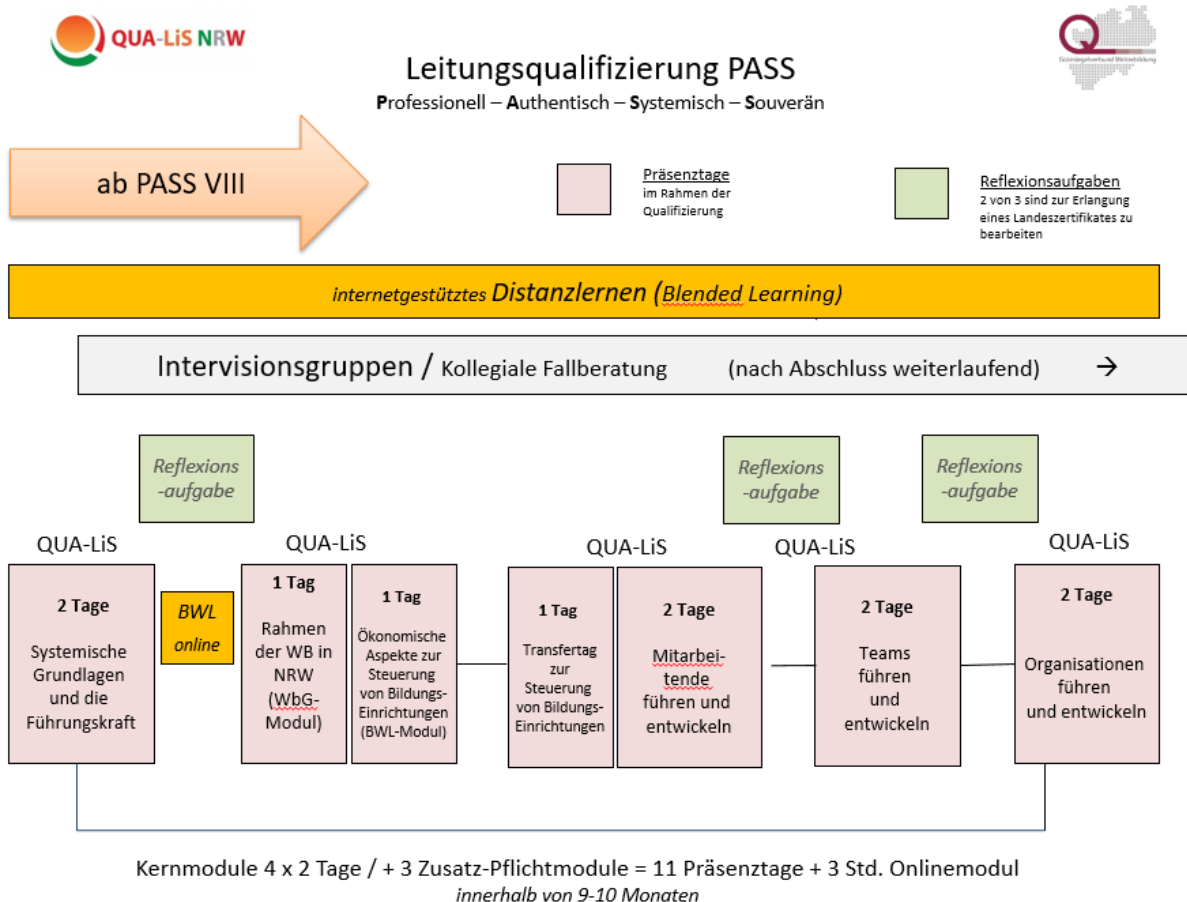 QUA-LiS NRW
Q
Gütesiegelverbund Weiterbildung
Leitungsqualifizierung PASS
Professionell – Authentisch – Systemisch – Souverän
ab PASS VIII
Präsenztage
im Rahmen der
Qualifizierung
Reflexionsaufgaben
2 von 3 sind zur Erlangung
eines Landeszertifikates zu
bearbeiten
internetgestütztes Distanzlernen (Blended Learning)
Intervisionsgruppen / Kollegiale Fallberatung (nach Abschluss weiterlaufend) →
Reflexions
-aufgabe
Reflexions
-aufgabe
Reflexions
-aufgabe
QUA-LiS
QUA-LiS
QUA-LiS
QUA-LiS
QUA-LiS
2 Tage
Systemische
Grundlagen
und die
Führungskraft
BWL
online
1 Tag
Rahmen
der WB in
NRW
(WbG-
Modul)
1 Tag
Ökonomische
Aspekte zur
Steuerung
von Bildungs-
Einrichtungen
(BWL-Modul)
1 Tag
Transfertag
zur
Steuerung
von Bildungs-
Einrichtungen
2 Tage
Mitarbei-
tende
führen und
entwickeln
2 Tage
Teams
führen
und
entwickeln
2 Tage
Organisationen
führen
und entwickeln
Kernmodule 4 x 2 Tage / + 3 Zusatz-Pflichtmodule = 11 Präsenztage + 3 Std. Onlinemodul
innerhalb von 9-10 Monaten